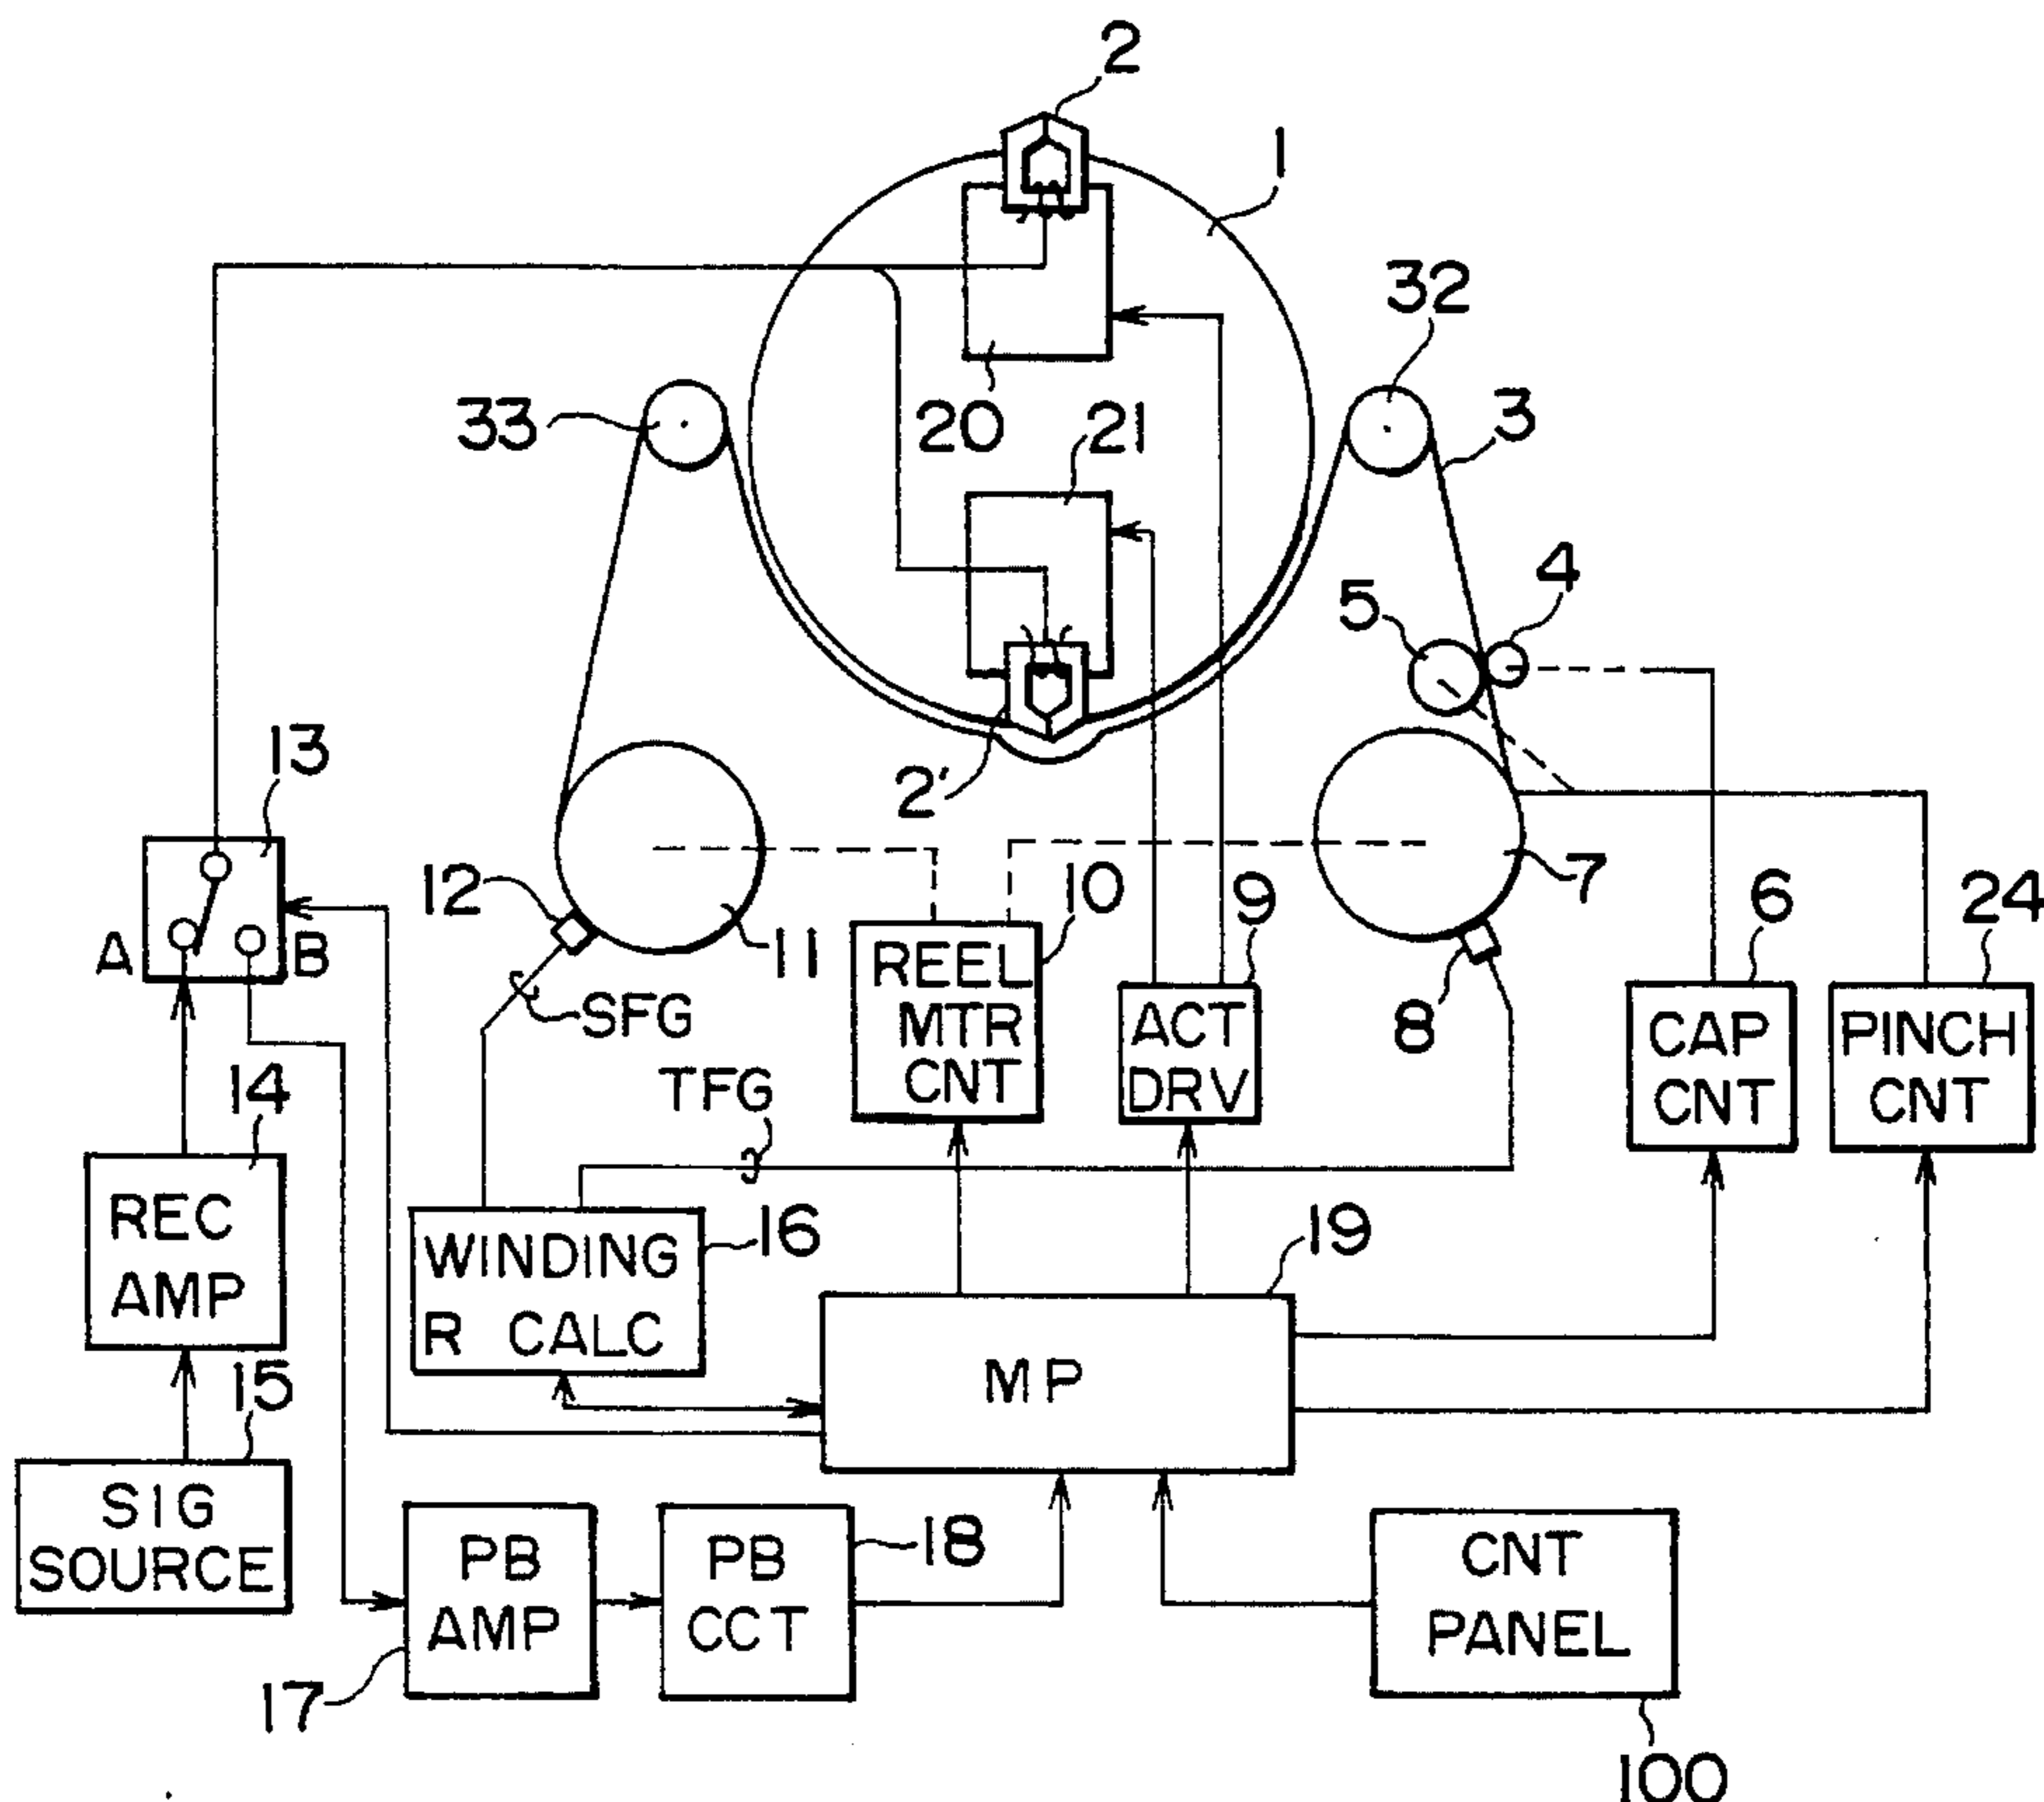 2
1
32
33
3
20
21
4
5
13
2'
12
10
9
7
6
24
A
B
11
REEL
MTR
CNT
SFG
8
ACT
DRV
CAP
CNT
PINCH
CNT
14
TFG
REC
AMP
16
19
WINDING
R CALC
MP
15
SIG
SOURCE
PB
AMP
PB
CCT
18
CNT
PANEL
17
100